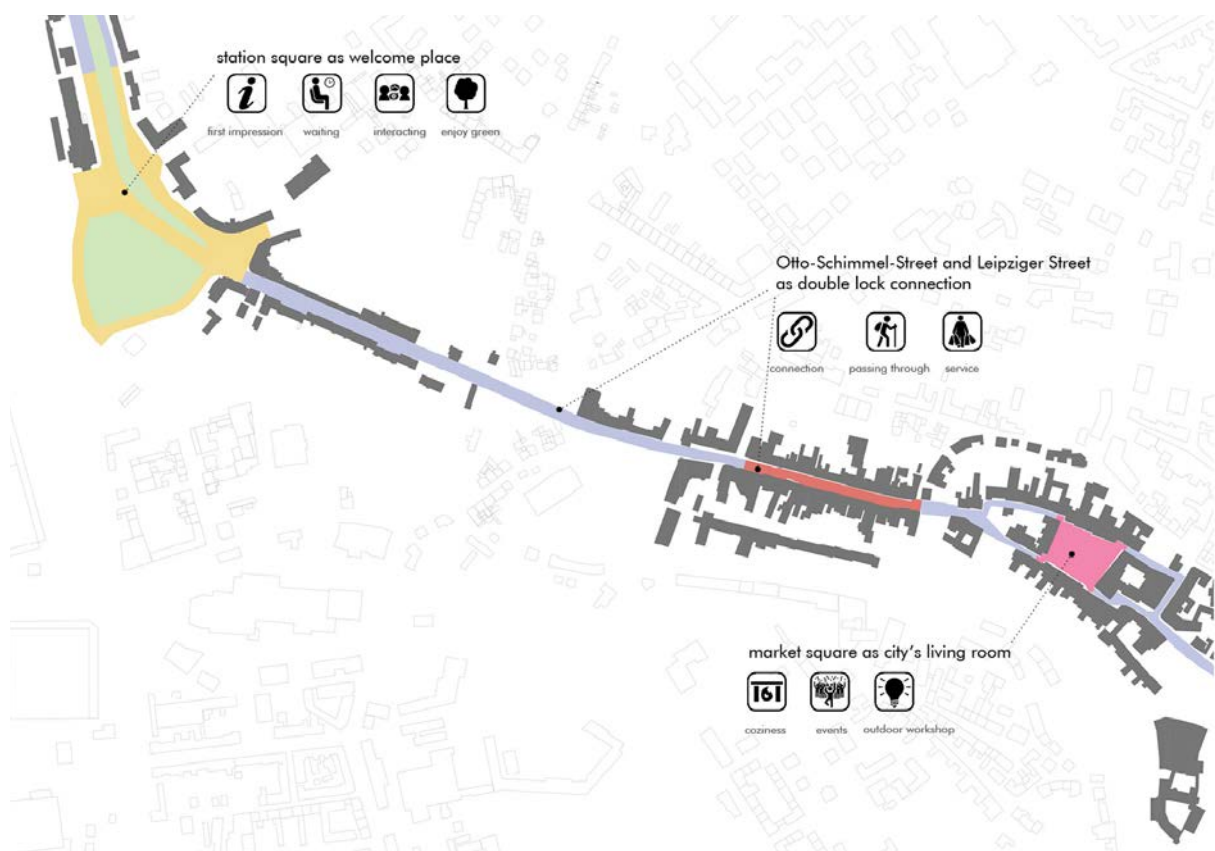 station square as welcome place
first impression
waiting
interacting
enjoy green
Otto-Schimmel-Street and Leipziger Street
as double lock connection
connection
passing through
service
market square as city's living room
coziness
events
outdoor workshop